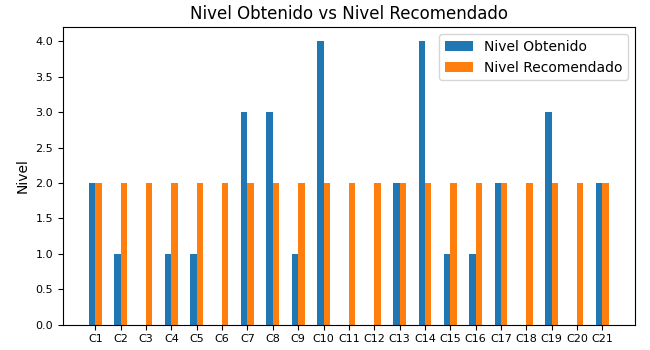 Nivel Obtenido vs Nivel Recomendado
Nivel Obtenido
Nivel Recomendado
Nivel
4.0
3.5
3.0
2.5
2.0
1.5
1.0
0.5
0.0
C1 C2 C3 C4 C5 C6 C7 C8 C9 C10 C11 C12 C13 C14 C15 C16 C17 C18 C19 C20 C21